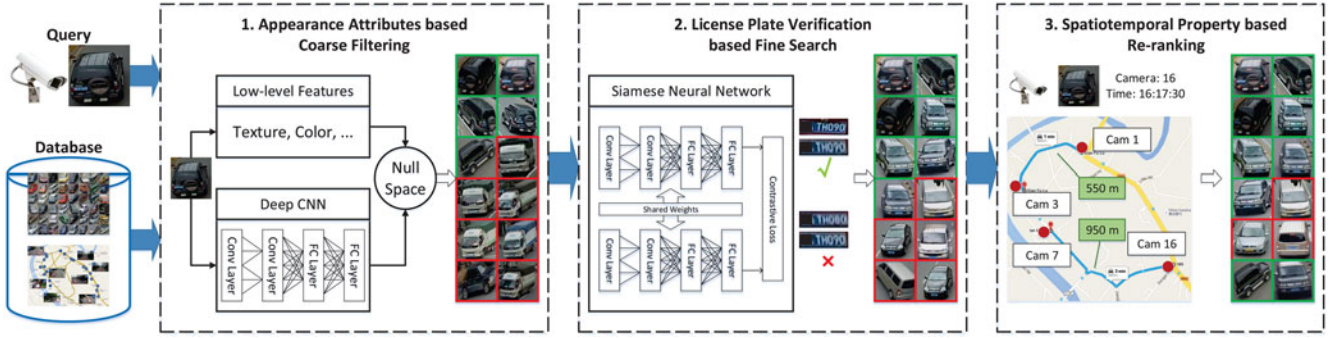 Query
Database
1. Appearance Attributes based
Coarse Filtering
Low-level Features
Texture, Color, ...
Deep CNN
Conv Layer
Conv Layer
FC Layer
FC Layer
Null
Space
2. License Plate Verification
based Fine Search
Siamese Neural Network
Conv Layer
Conv Layer
FC Layer
FC Layer
Shared Weights
Conv Layer
Conv Layer
FC Layer
FC Layer
Contrastive Loss
TH090
TH090
TH080
TH090
3. Spatiotemporal Property based
Re-ranking
Camera: 16
Time: 16:17:30
Cam 1
550 m
Cam 3
950 m
Cam 7
Cam 16